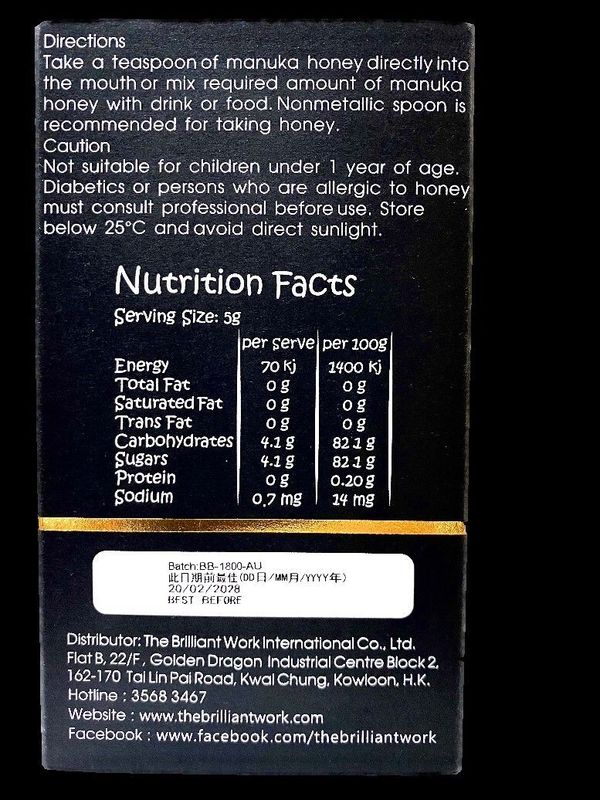 Directions
Take a teaspoon of manuka honey directly into
the mouth or mix required amount of manuka
honey with drink or food. Nonmetallic spoon is
recommended for taking honey.
Caution
Not suitable for children under 1 year of age.
Diabetics or persons who are allergic to honey
must consult professional before use. Store
below 25°C and avoid direct sunlight.
Nutrition Facts
Serving Size: 5g
per serve per 100g
Energy 70 kj 1400 kj
Total Fat 0 g 0 g
Saturated Fat 0 g 0 g
Trans Fat 0 g 0 g
Carbohydrates 4.1 g 82.1 g
Sugars 4.1 g 82.1 g
Protein 0 g 0.20 g
Sodium 0.7 mg 14 mg
Batch:BB-1800-AU
此日期前最佳(DD日/MM月/YYYY年)
20/02/2028
BEST BEFORE
Distributor: The Brilliant Work International Co., Ltd.
Flat B, 22/F, Golden Dragon Industrial Centre Block 2,
162-170 Tai Lin Pai Road, Kwai Chung, Kowloon, H.K.
Hotline : 3568 3467
Website : www.thebrilliantwork.com
Facebook : www.facebook.com/thebrilliantwork